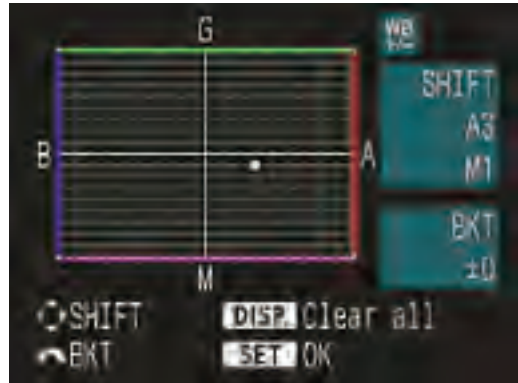 G
WB
+/-
SHIFT
A3
M1
B
A
BKT
±0
M
SHIFT
DISP. Clear all
BKT
SET OK